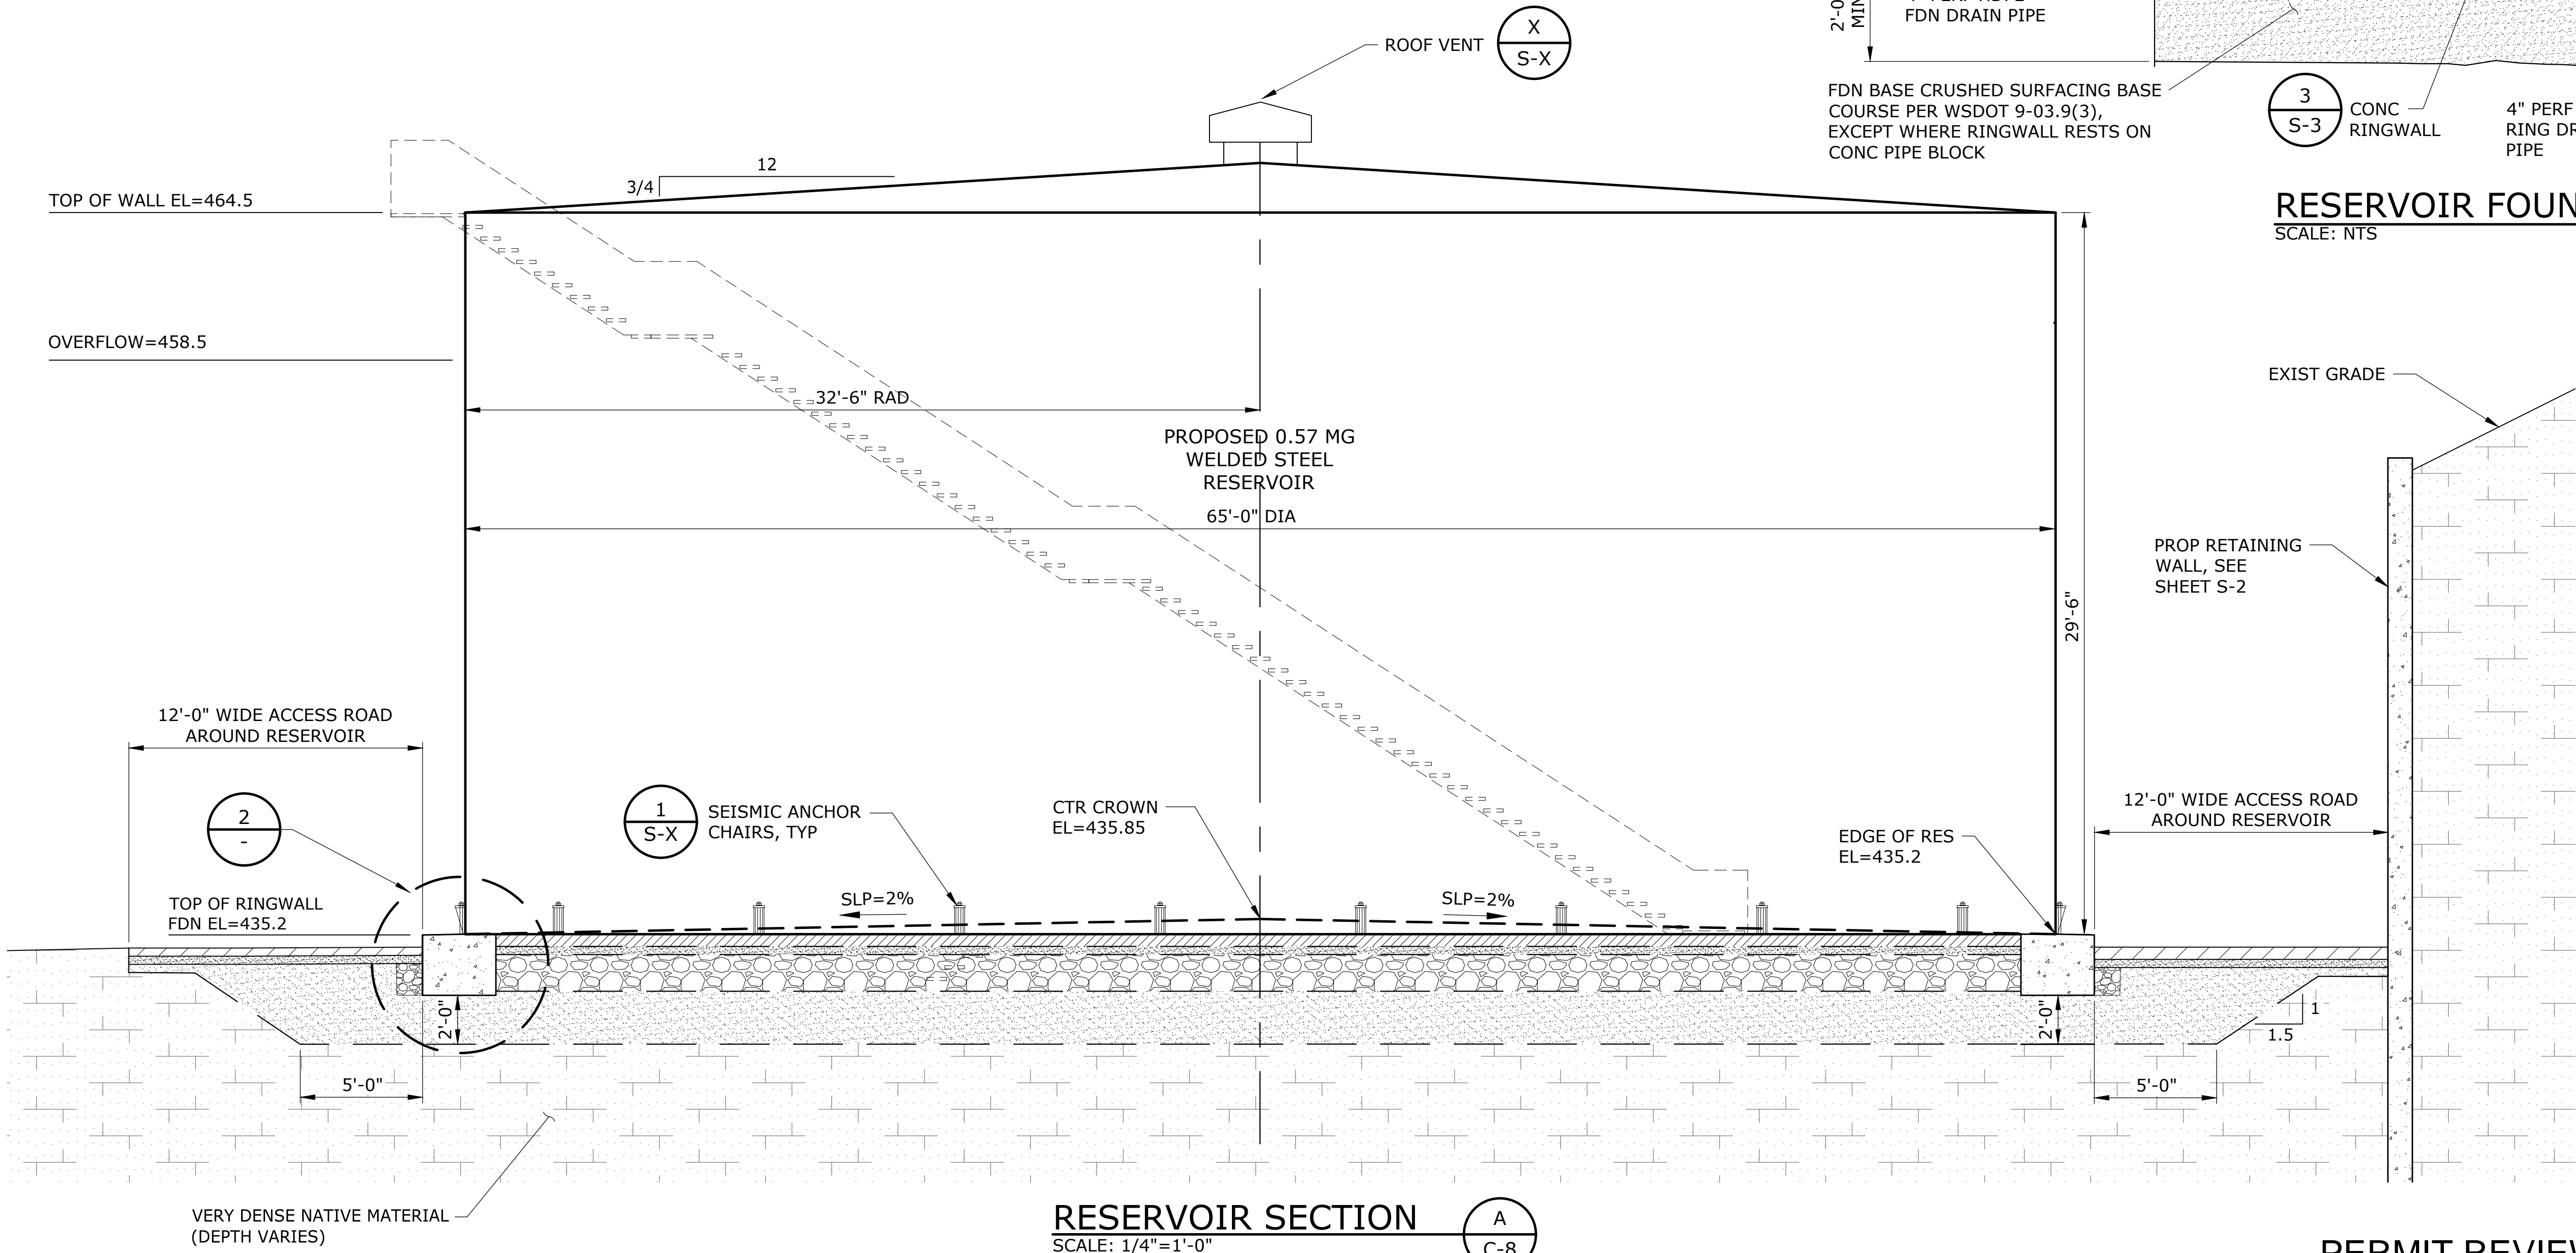 ROOF VENT
X
S-X
2'-0
MIN
FDN DRAIN PIPE
FDN BASE CRUSHED SURFACING BASE
COURSE PER WSDOT 9-03.9(3),
EXCEPT WHERE RINGWALL RESTS ON
CONC PIPE BLOCK
3
S-3
CONC
RINGWALL
4" PERF
RING DR
PIPE
RESERVOIR FOUN
SCALE: NTS
TOP OF WALL EL=464.5
3/4
12
OVERFLOW=458.5
32'-6" RAD
PROPOSED 0.57 MG
WELDED STEEL
RESERVOIR
65'-0" DIA
29'-6"
EXIST GRADE
PROP RETAINING
WALL, SEE
SHEET S-2
12'-0" WIDE ACCESS ROAD
AROUND RESERVOIR
2
-
TOP OF RINGWALL
FDN EL=435.2
1
S-X
SEISMIC ANCHOR
CHAIRS, TYP
CTR CROWN
EL=435.85
SLP=2%
SLP=2%
EDGE OF RES
EL=435.2
12'-0" WIDE ACCESS ROAD
AROUND RESERVOIR
2'-0"
2'-0"
1
1.5
5'-0"
5'-0"
VERY DENSE NATIVE MATERIAL
(DEPTH VARIES)
RESERVOIR SECTION
SCALE: 1/4"=1'-0"
A
C-8
PERMIT REVIEW